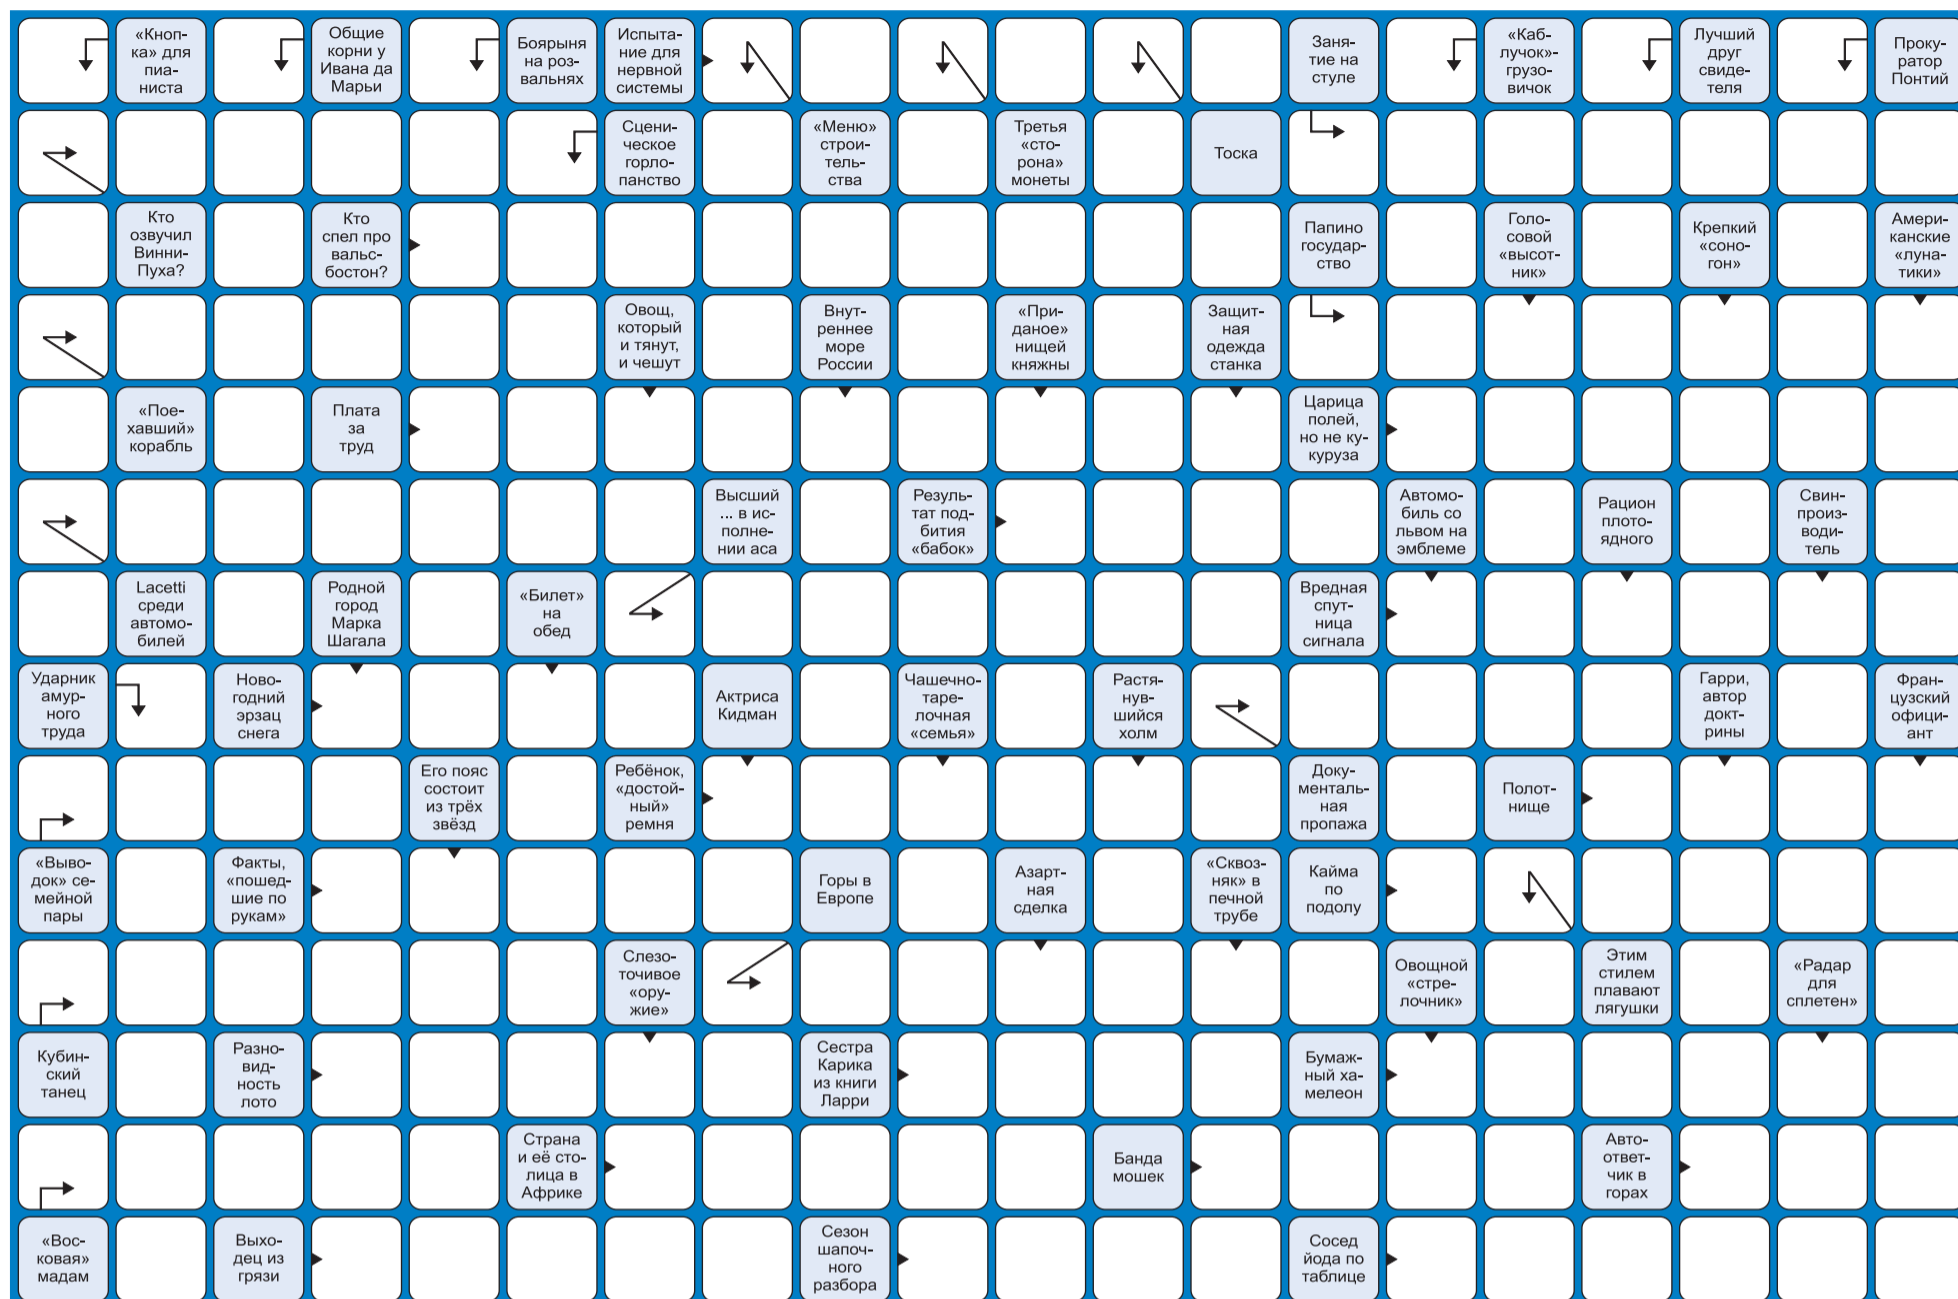 «Кноп-
ка» для
пиа-
ниста
Общие
корни у
Ивана да
Марьи
Боярыня
на роз-
вальнях
Испыта-
ние для
нервной
системы
Заня-
тие на
стуле
«Каб-
лучок»-
грузо-
вичок
Лучший
друг
свиде-
теля
Проку-
ратор
Понтий
Сцени-
ческое
горло-
панство
«Меню»
строи-
тель-
ства
Третья
«сто-
рона»
монеты
Тоска
Кто
озвучил
Винни-
Пуха?
Кто
спел про
вальс-
бостон?
Папино
государ-
ство
Голо-
совой
«высот-
ник»
Крепкий
«соно-
гон»
Амери-
канские
«луна-
тики»
Овощ,
который
и тянут,
и чешут
Внут-
реннее
море
России
«При-
даное»
нищей
княжны
Защит-
ная
одежда
станка
«Пое-
хавший»
корабль
Плата
за
труд
Царица
полей,
но не ку-
куруза
Высший
... в ис-
полне-
нии аса
Резуль-
тат под-
бития
«бабок»
Автомо-
биль со
львом на
эмблеме
Рацион
плото-
ядного
Свин-
произ-
води-
тель
Lacetti
среди
автомо-
билей
Родной
город
Марка
Шагала
«Билет»
на
обед
Вредная
спут-
ница
сигнала
Ударник
амур-
ного
труда
Ново-
годний
эрзац
снега
Актриса
Кидман
Чашечно-
таре-
лочная
«семья»
Растя-
нув-
шийся
холм
Гарри,
автор
докт-
рины
Фран-
цузский
офици-
ант
Его пояс
состоит
из трёх
звёзд
Ребёнок,
«достой-
ный»
ремня
Доку-
менталь-
ная
пропажа
Полот-
нище
«Выво-
док» се-
мейной
пары
Факты,
«пошед-
шие по
рукам»
Горы в
Европе
Азарт-
ная
сделка
«Сквоз-
няк» в
печной
трубе
Кайма
по
подолу
Слезо-
точивое
«ору-
жие»
Овощной
«стре-
лочник»
Этим
стилем
плавают
лягушки
«Радар
для
сплетен»
Кубин-
ский
танец
Разно-
вид-
ность
лото
Сестра
Карика
из книги
Ларри
Бумаж-
ный ха-
мелеон
Страна
и её сто-
лица в
Африке
Банда
мошек
Авто-
ответ-
чик в
горах
«Вос-
ковая»
мадам
Выхо-
дец из
грязи
Сезон
шапоч-
ного
разбора
Сосед
йода по
таблице